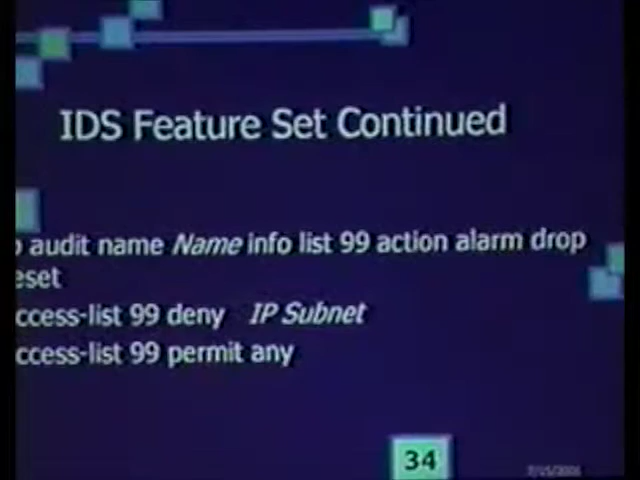 IDS Feature Set Continued
audit name Name info list 99 action alarm drop
eset
ccess-list 99 deny IP Subnet
ccess-list 99 permit any
34